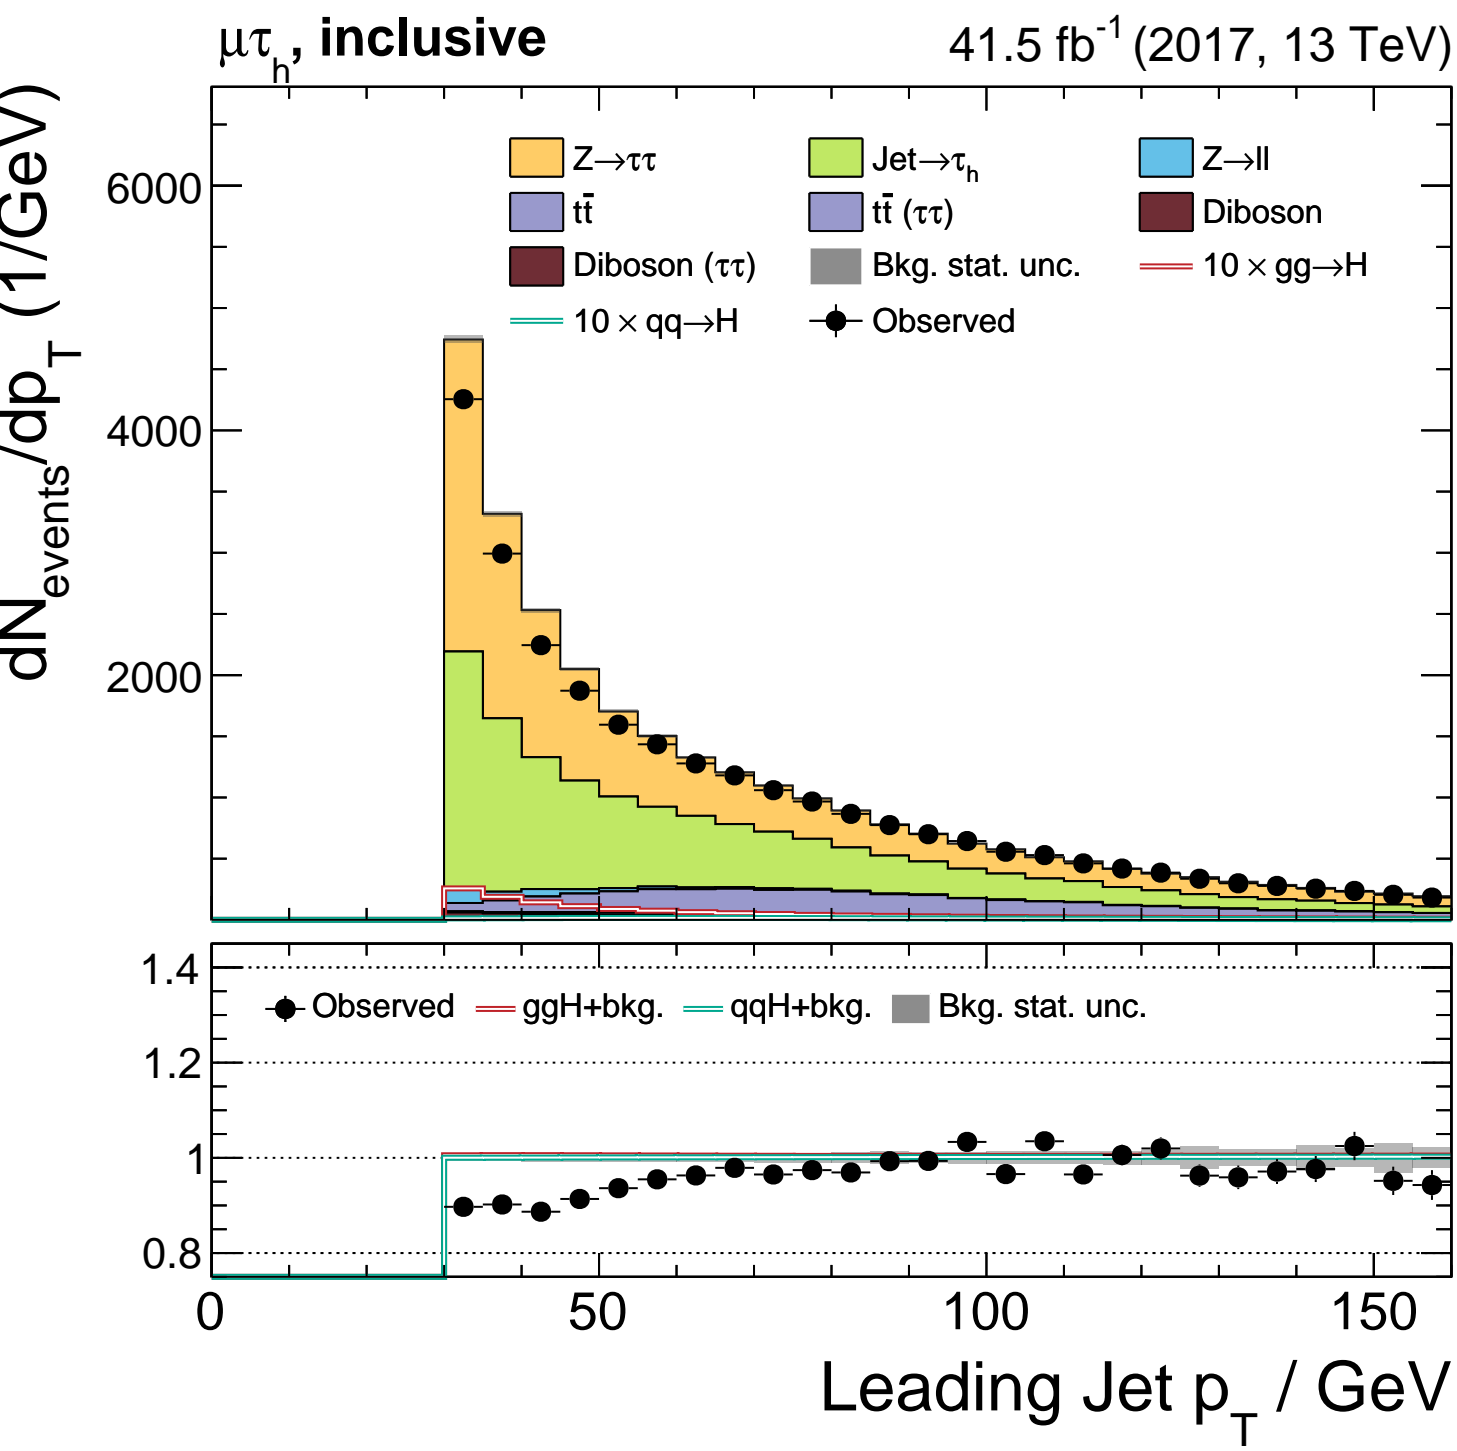 μτh, inclusive
41.5 fb-1 (2017, 13 TeV)
dNevents/dpT (1/GeV)
Z→ττ
Jet→τh
Z→ll
tt̄
tt̄ (ττ)
Diboson
Diboson (ττ)
Bkg. stat. unc.
10 × gg→H
10 × qq→H
Observed
6000
4000
2000
1.4
1.2
1
0.8
Observed
ggH+bkg.
qqH+bkg.
Bkg. stat. unc.
0
50
100
150
Leading Jet pT / GeV